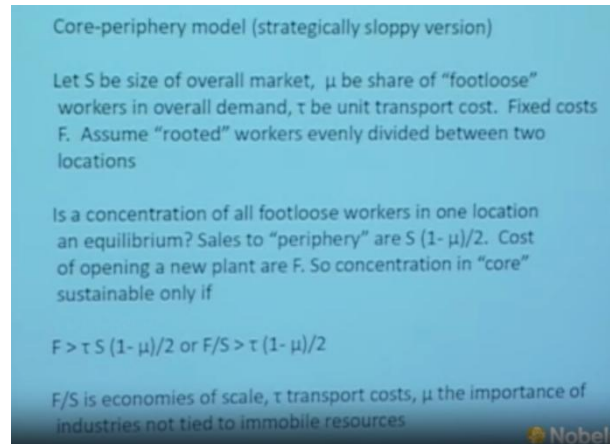 Core-periphery model (strategically sloppy version)
Let S be size of overall market, μ be share of “footloose”
workers in overall demand, τ be unit transport cost. Fixed costs
F. Assume “rooted” workers evenly divided between two
locations
Is a concentration of all footloose workers in one location
an equilibrium? Sales to “periphery” are S (1- μ)/2. Cost
of opening a new plant are F. So concentration in “core”
sustainable only if
F > τ S (1- μ)/2 or F/S > τ (1- μ)/2
F/S is economies of scale, τ transport costs, μ the importance of
industries not tied to immobile resources
Nobel